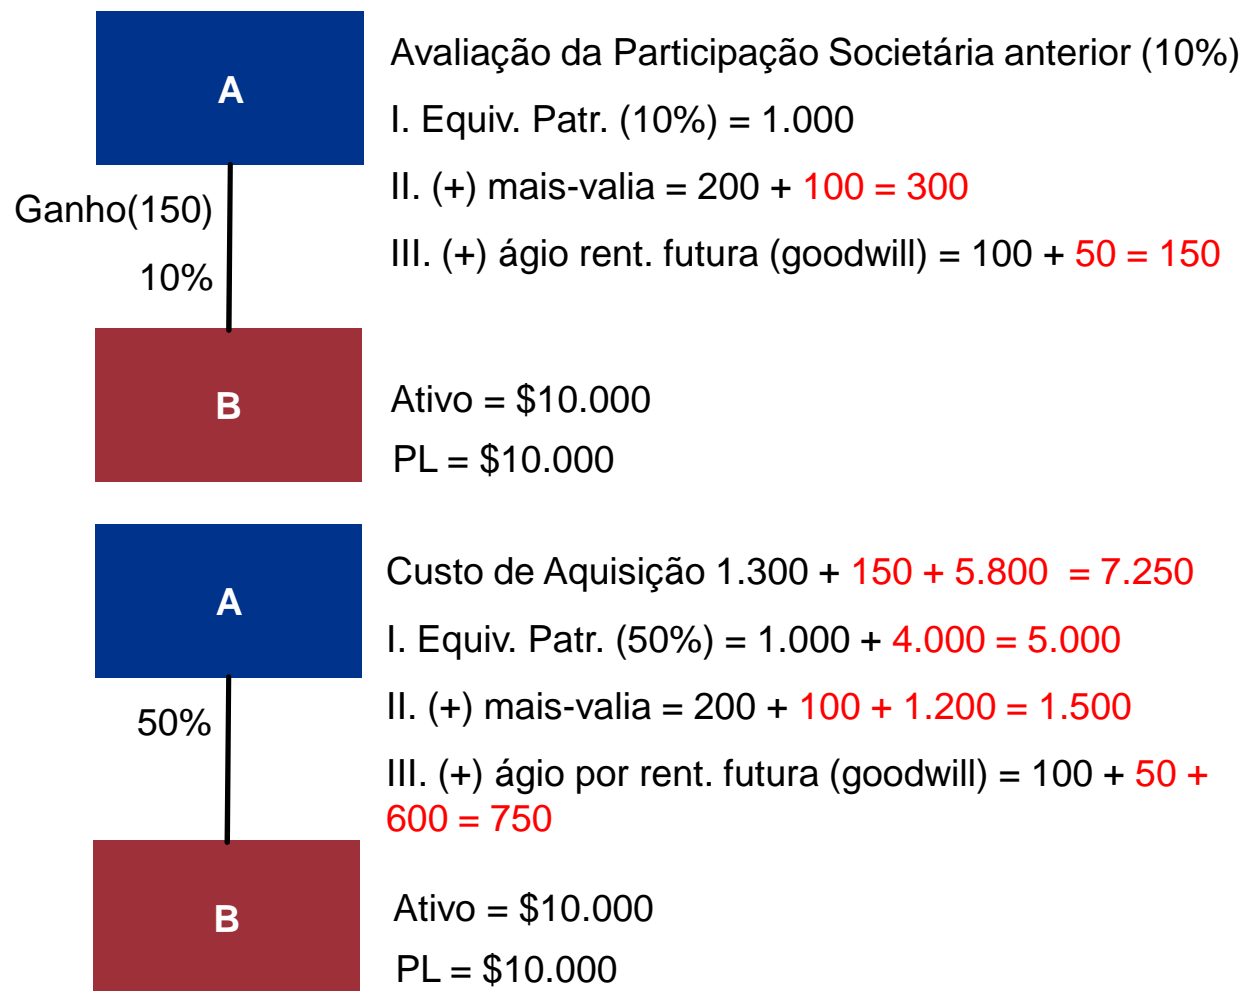 A
Avaliação da Participação Societária anterior (10%)
I. Equiv. Patr. (10%) = 1.000
II. (+) mais-valia = 200 + 100 = 300
Ganho(150)
III. (+) ágio rent. futura (goodwill) = 100 + 50 = 150
10%
B
Ativo = $10.000
PL = $10.000
A
Custo de Aquisição 1.300 + 150 + 5.800 = 7.250
I. Equiv. Patr. (50%) = 1.000 + 4.000 = 5.000
II. (+) mais-valia = 200 + 100 + 1.200 = 1.500
50%
III. (+) ágio por rent. futura (goodwill) = 100 + 50 +
600 = 750
B
Ativo = $10.000
PL = $10.000